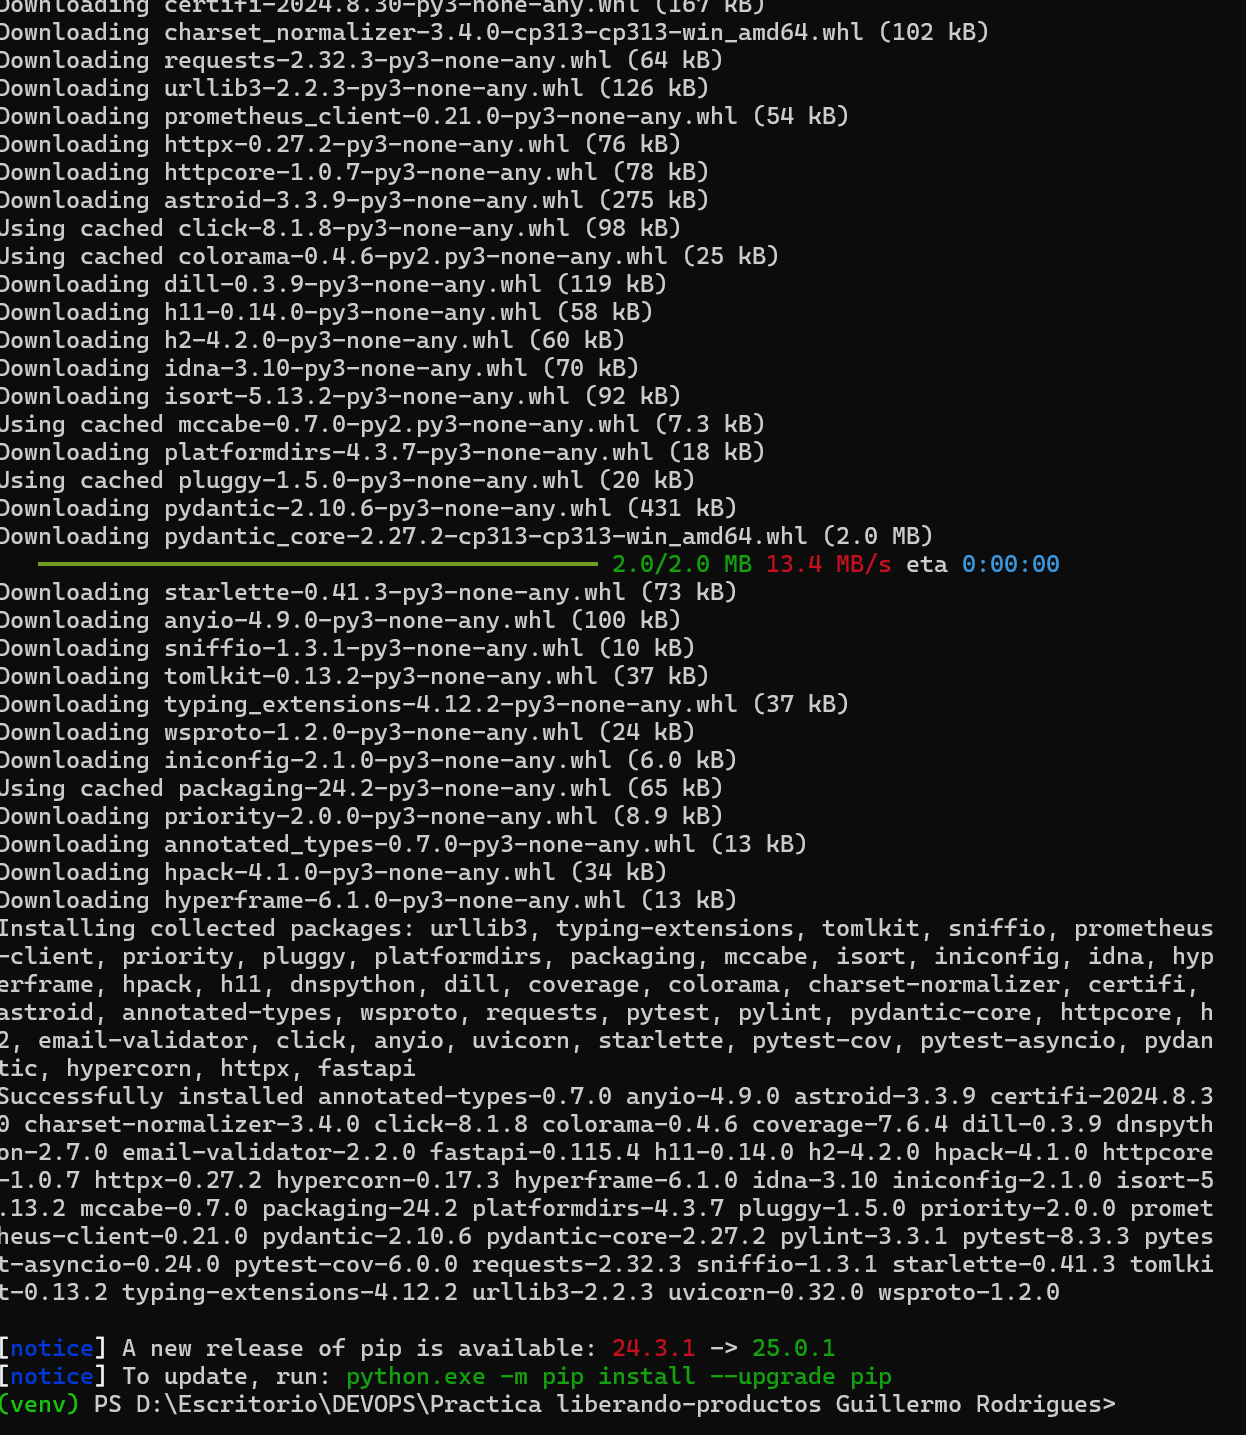 Downloading certifi-2024.8.30-py3-none-any.whl (167 kB)
Downloading charset_normalizer-3.4.0-cp313-cp313-win_amd64.whl (102 kB)
Downloading requests-2.32.3-py3-none-any.whl (64 kB)
Downloading urllib3-2.2.3-py3-none-any.whl (126 kB)
Downloading prometheus_client-0.21.0-py3-none-any.whl (54 kB)
Downloading httpx-0.27.2-py3-none-any.whl (76 kB)
Downloading httpcore-1.0.7-py3-none-any.whl (78 kB)
Downloading astroid-3.3.9-py3-none-any.whl (275 kB)
Using cached click-8.1.8-py3-none-any.whl (98 kB)
Using cached colorama-0.4.6-py2.py3-none-any.whl (25 kB)
Downloading dill-0.3.9-py3-none-any.whl (119 kB)
Downloading h11-0.14.0-py3-none-any.whl (58 kB)
Downloading h2-4.2.0-py3-none-any.whl (60 kB)
Downloading idna-3.10-py3-none-any.whl (70 kB)
Downloading isort-5.13.2-py3-none-any.whl (92 kB)
Using cached mccabe-0.7.0-py2.py3-none-any.whl (7.3 kB)
Downloading platformdirs-4.3.7-py3-none-any.whl (18 kB)
Using cached pluggy-1.5.0-py3-none-any.whl (20 kB)
Downloading pydantic-2.10.6-py3-none-any.whl (431 kB)
Downloading pydantic_core-2.27.2-cp313-cp313-win_amd64.whl (2.0 MB)
2.0/2.0 MB 13.4 MB/s eta 0:00:00
Downloading starlette-0.41.3-py3-none-any.whl (73 kB)
Downloading anyio-4.9.0-py3-none-any.whl (100 kB)
Downloading sniffio-1.3.1-py3-none-any.whl (10 kB)
Downloading tomlkit-0.13.2-py3-none-any.whl (37 kB)
Downloading typing_extensions-4.12.2-py3-none-any.whl (37 kB)
Downloading wsproto-1.2.0-py3-none-any.whl (24 kB)
Downloading iniconfig-2.1.0-py3-none-any.whl (6.0 kB)
Using cached packaging-24.2-py3-none-any.whl (65 kB)
Downloading priority-2.0.0-py3-none-any.whl (8.9 kB)
Downloading annotated_types-0.7.0-py3-none-any.whl (13 kB)
Downloading hpack-4.1.0-py3-none-any.whl (34 kB)
Downloading hyperframe-6.1.0-py3-none-any.whl (13 kB)
Installing collected packages: urllib3, typing-extensions, tomlkit, sniffio, prometheus
-client, priority, pluggy, platformdirs, packaging, mccabe, isort, iniconfig, idna, hyp
erframe, hpack, h11, dnspython, dill, coverage, colorama, charset-normalizer, certifi,
astroid, annotated-types, wsproto, requests, pytest, pylint, pydantic-core, httpcore, h
2, email-validator, click, anyio, uvicorn, starlette, pytest-cov, pytest-asyncio, pydan
tic, hypercorn, httpx, fastapi
Successfully installed annotated-types-0.7.0 anyio-4.9.0 astroid-3.3.9 certifi-2024.8.3
0 charset-normalizer-3.4.0 click-8.1.8 colorama-0.4.6 coverage-7.6.4 dill-0.3.9 dnspyth
on-2.7.0 email-validator-2.2.0 fastapi-0.115.4 h11-0.14.0 h2-4.2.0 hpack-4.1.0 httpcore
-1.0.7 httpx-0.27.2 hypercorn-0.17.3 hyperframe-6.1.0 idna-3.10 iniconfig-2.1.0 isort-5
.13.2 mccabe-0.7.0 packaging-24.2 platformdirs-4.3.7 pluggy-1.5.0 priority-2.0.0 promet
heus-client-0.21.0 pydantic-2.10.6 pydantic-core-2.27.2 pylint-3.3.1 pytest-8.3.3 pytes
t-asyncio-0.24.0 pytest-cov-6.0.0 requests-2.32.3 sniffio-1.3.1 starlette-0.41.3 tomlki
t-0.13.2 typing-extensions-4.12.2 urllib3-2.2.3 uvicorn-0.32.0 wsproto-1.2.0
[notice] A new release of pip is available: 24.3.1 -> 25.0.1
[notice] To update, run: python.exe -m pip install --upgrade pip
(venv) PS D:\Escritorio\DEVOPS\Practica liberando-productos Guillermo Rodrigues>